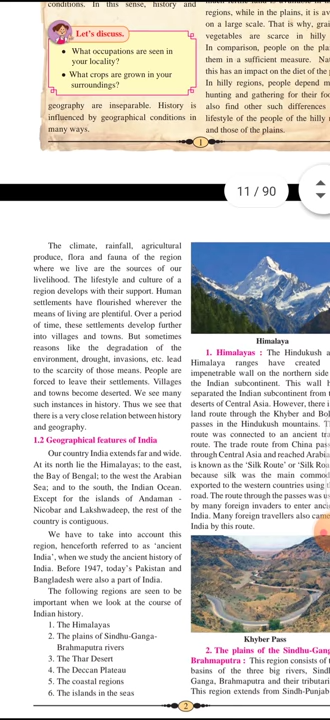 conditions. In this sense, history and
Let's discuss.
• What occupations are seen in
your locality?
• What crops are grown in your
surroundings?
geography are inseparable. History is
influenced by geographical conditions in
many ways.
regions, while in the plains, it is av
on a large scale. That is why, grai
vegetables are scarce in hilly
In comparison, people on the plai
them in a sufficient measure. Na
this has an impact on the diet of the p
In hilly regions, people depend m
hunting and gathering for their foo
also find other such differences
lifestyle of the people of the hilly
and those of the plains.
1
11 / 90
The climate, rainfall, agricultural
produce, flora and fauna of the region
where we live are the sources of our
livelihood. The lifestyle and culture of a
region develops with their support. Human
settlements have flourished wherever the
means of living are plentiful. Over a period
of time, these settlements develop further
into villages and towns. But sometimes
reasons like the degradation of the
environment, drought, invasions, etc. lead
to the scarcity of those means. People are
forced to leave their settlements. Villages
and towns become deserted. We see many
such instances in history. Thus we see that
there is a very close relation between history
and geography.
1.2 Geographical features of India
Our country India extends far and wide.
At its north lie the Himalayas; to the east,
the Bay of Bengal; to the west the Arabian
Sea; and to the south, the Indian Ocean.
Except for the islands of Andaman -
Nicobar and Lakshadweep, the rest of the
country is contiguous.
We have to take into account this
region, henceforth referred to as 'ancient
India', when we study the ancient history of
India. Before 1947, today's Pakistan and
Bangladesh were also a part of India.
The following regions are seen to be
important when we look at the course of
Indian history.
1. The Himalayas
2. The plains of Sindhu-Ganga-
Brahmaputra rivers
3. The Thar Desert
4. The Deccan Plateau
5. The coastal regions
6. The islands in the seas
Himalaya
1. Himalayas : The Hindukush a
Himalaya ranges have created
impenetrable wall on the northern side
the Indian subcontinent. This wall h
separated the Indian subcontinent from t
deserts of Central Asia. However, there i
land route through the Khyber and Bol
passes in the Hindukush mountains. T
route was connected to an ancient tra
route. The trade route from China pass
through Central Asia and reached Arabia
is known as the 'Silk Route' or 'Silk Roa
because silk was the main commod
exported to the western countries using t
road. The route through the passes was us
by many foreign invaders to enter anci
India. Many foreign travellers also came
India by this route.
Khyber Pass
2. The plains of the Sindhu-Gang
Brahmaputra : This region consists of t
basins of the three big rivers, Sindh
Ganga, Brahmaputra and their tributari
This region extends from Sindh-Punjab
2